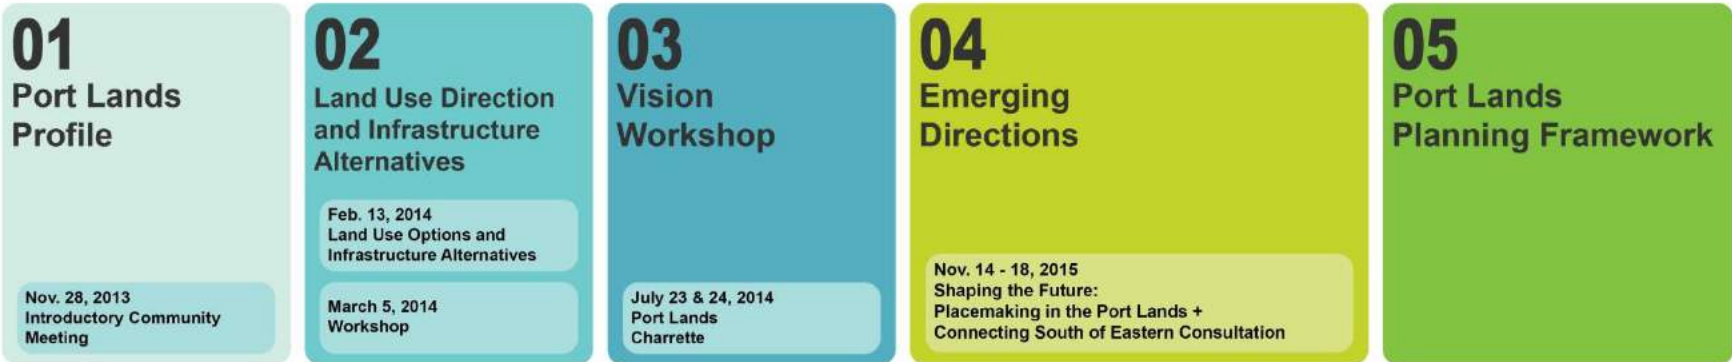 01
Port Lands
Profile
Nov. 28, 2013
Introductory Community
Meeting
02
Land Use Direction
and Infrastructure
Alternatives
Feb. 13, 2014
Land Use Options and
Infrastructure Alternatives
March 5, 2014
Workshop
03
Vision
Workshop
July 23 & 24, 2014
Port Lands
Charrette
04
Emerging
Directions
Nov. 14 - 18, 2015
Shaping the Future:
Placemaking in the Port Lands +
Connecting South of Eastern Consultation
05
Port Lands
Planning Framework